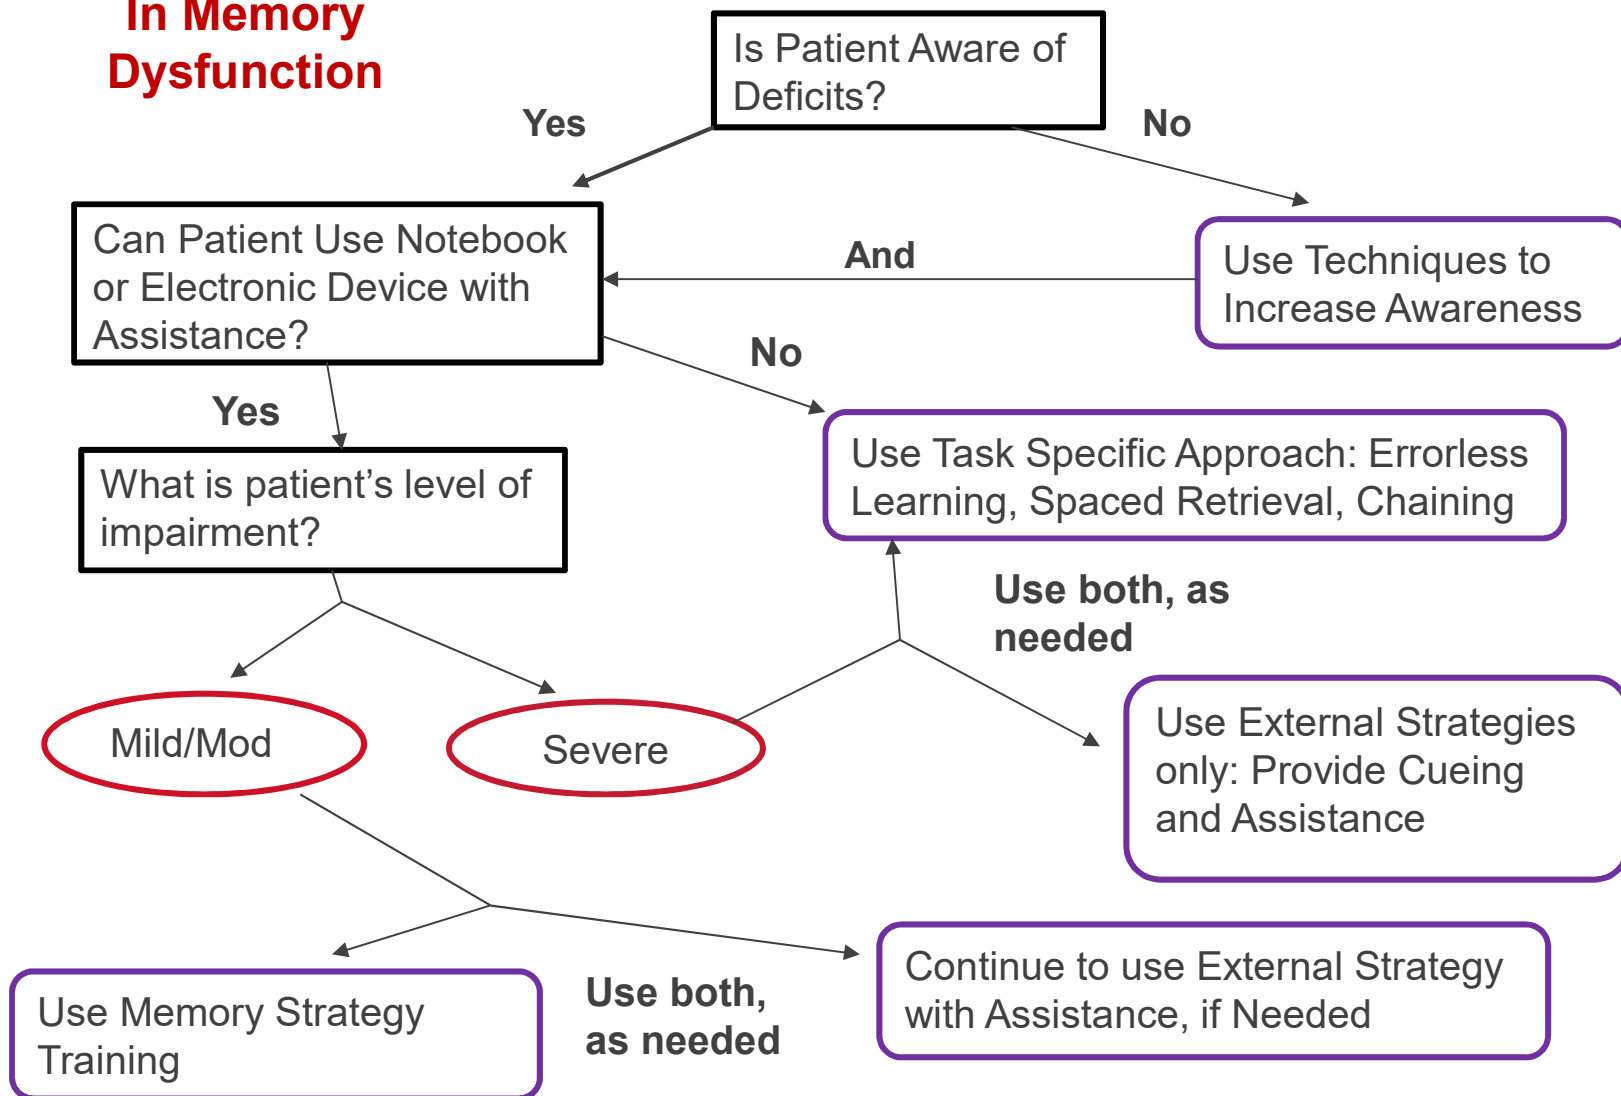 In Memory
Dysfunction
Is Patient Aware of
Deficits?
Yes
No
Can Patient Use Notebook
or Electronic Device with
Assistance?
And
Use Techniques to
Increase Awareness
No
Yes
Use Task Specific Approach: Errorless
Learning, Spaced Retrieval, Chaining
What is patient’s level of
impairment?
Use both, as
needed
Mild/Mod
Severe
Use External Strategies
only: Provide Cueing
and Assistance
Continue to use External Strategy
with Assistance, if Needed
Use both,
as needed
Use Memory Strategy
Training